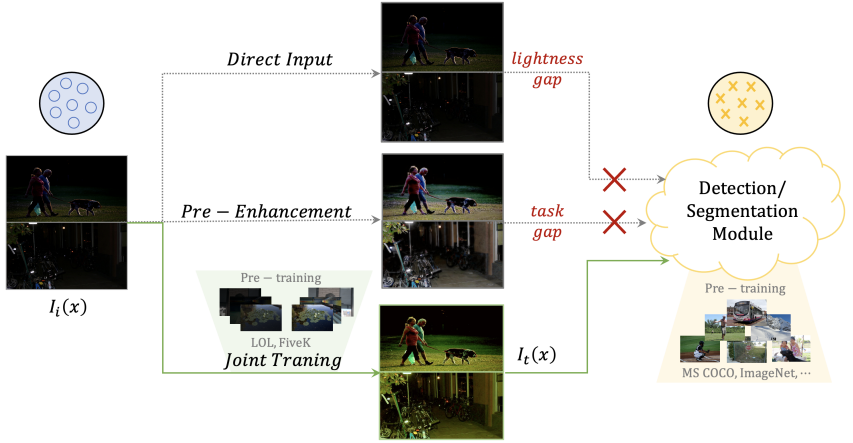 Direct Input
lightness
gap
Detection/
Segmentation
Module
Pre − Enhancement
task
gap
I_i(x)
Pre − training
LOL, FiveK
Joint Traning
I_t(x)
Pre − training
MS COCO, ImageNet, ⋯